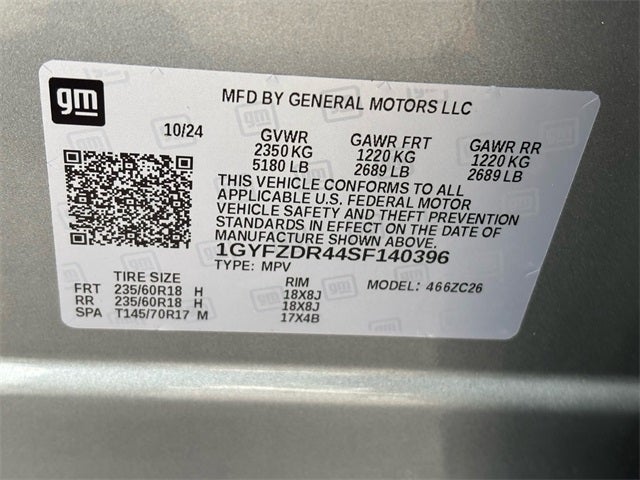 gm
MFD BY GENERAL MOTORS LLC
10/24 GVWR GAWR FRT GAWR RR
2350 KG 1220 KG 1220 KG
5180 LB 2689 LB 2689 LB
THIS VEHICLE CONFORMS TO ALL
APPLICABLE U.S. FEDERAL MOTOR
VEHICLE SAFETY AND THEFT PREVENTION
STANDARDS IN EFFECT ON THE DATE OF
MANUFACTURE SHOWN ABOVE.
1GYFZDR44SF140396
TYPE: MPV MODEL: 466ZC26
TIRE SIZE RIM
FRT 235/60R18 H 18X8J
RR 235/60R18 H 18X8J
SPA T145/70R17 M 17X4B